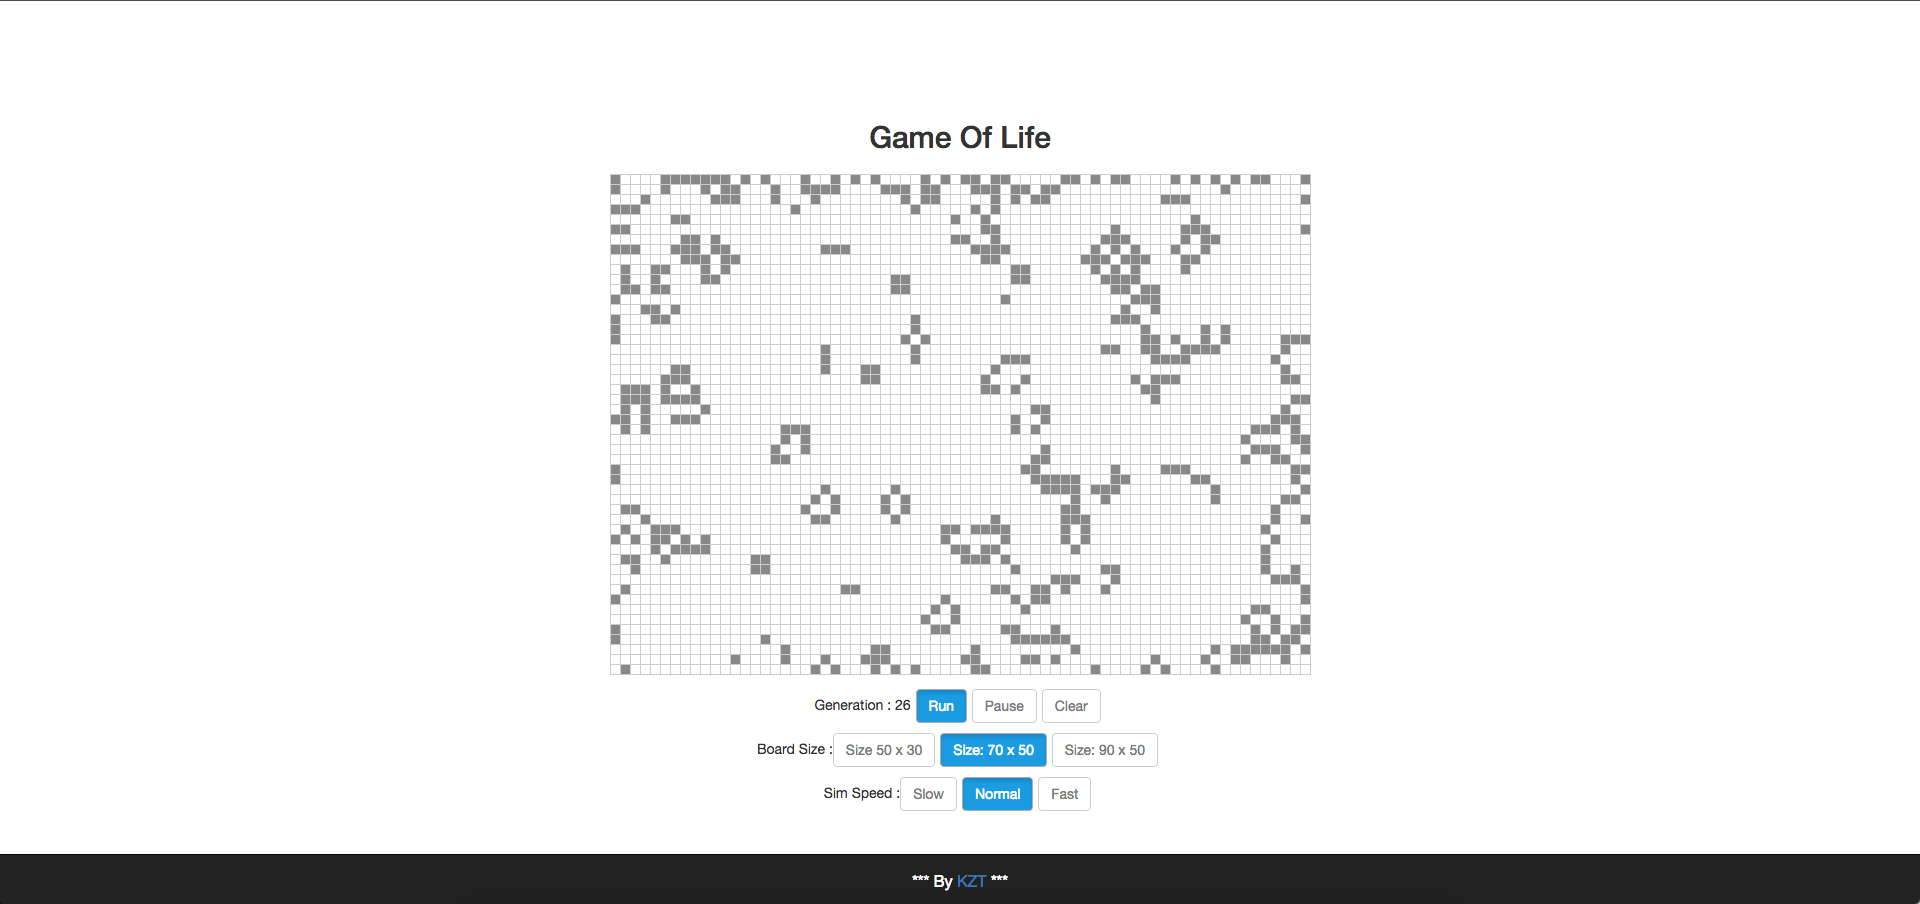 Game Of Life
Generation : 26 Run Pause Clear
Board Size : Size 50 x 30 Size: 70 x 50 Size: 90 x 50
Sim Speed : Slow Normal Fast
*** By KZT ***